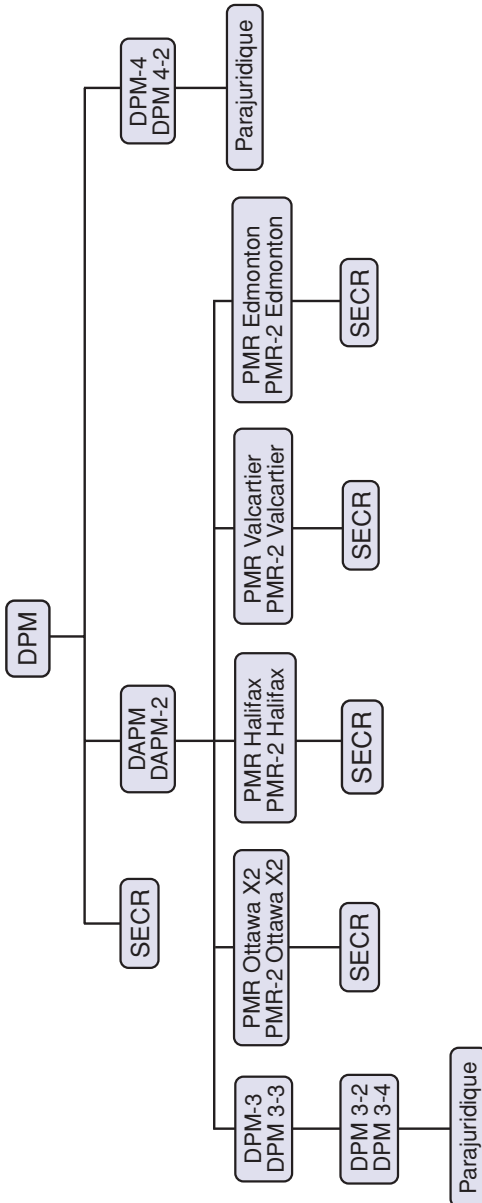 DPM
SECR
DAPM
DAPM-2
DPM-4
DPM 4-2
Parajuridique
DPM-3
DPM 3-3
PMR Ottawa X2
PMR-2 Ottawa X2
PMR Halifax
PMR-2 Halifax
PMR Valcartier
PMR-2 Valcartier
PMR Edmonton
PMR-2 Edmonton
DPM 3-2
DPM 3-4
SECR
SECR
SECR
SECR
Parajuridique